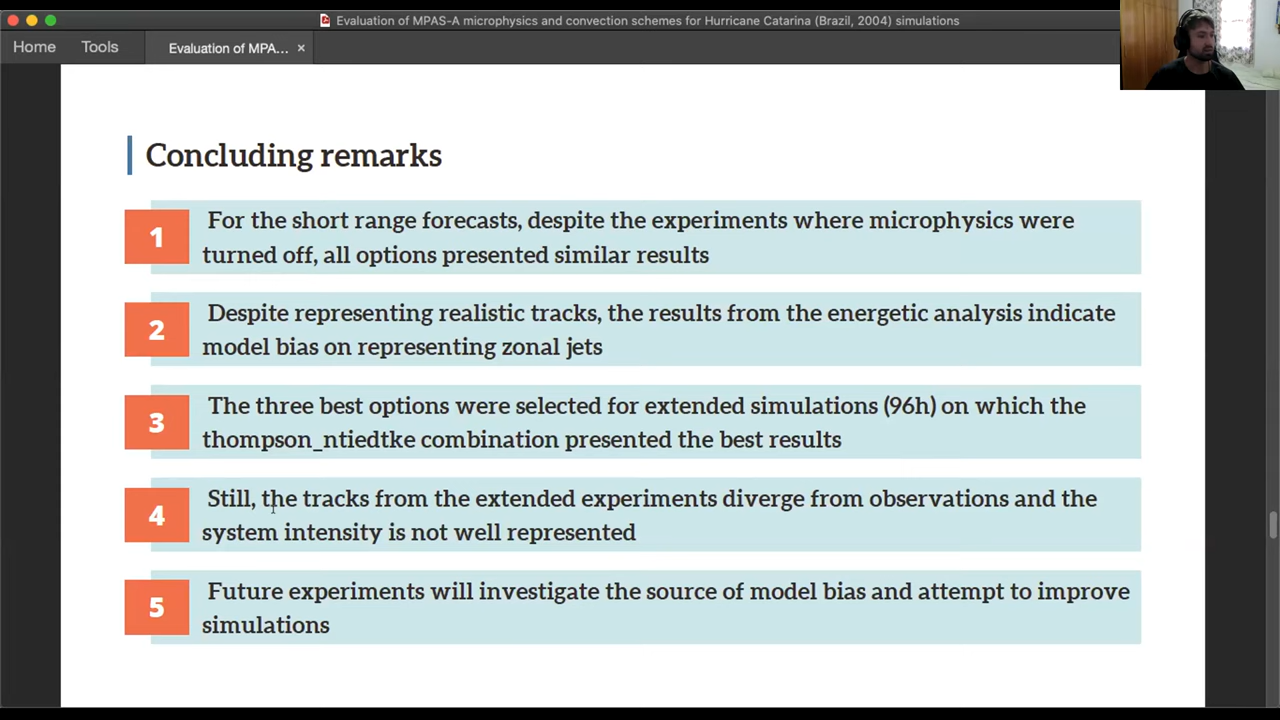 Evaluation of MPAS-A microphysics and convection schemes for Hurricane Catarina (Brazil, 2004) simulations
Home Tools Evaluation of MPA... ×
Concluding remarks
1 For the short range forecasts, despite the experiments where microphysics were
turned off, all options presented similar results
2 Despite representing realistic tracks, the results from the energetic analysis indicate
model bias on representing zonal jets
3 The three best options were selected for extended simulations (96h) on which the
thompson_ntiedtke combination presented the best results
4 Still, the tracks from the extended experiments diverge from observations and the
system intensity is not well represented
5 Future experiments will investigate the source of model bias and attempt to improve
simulations